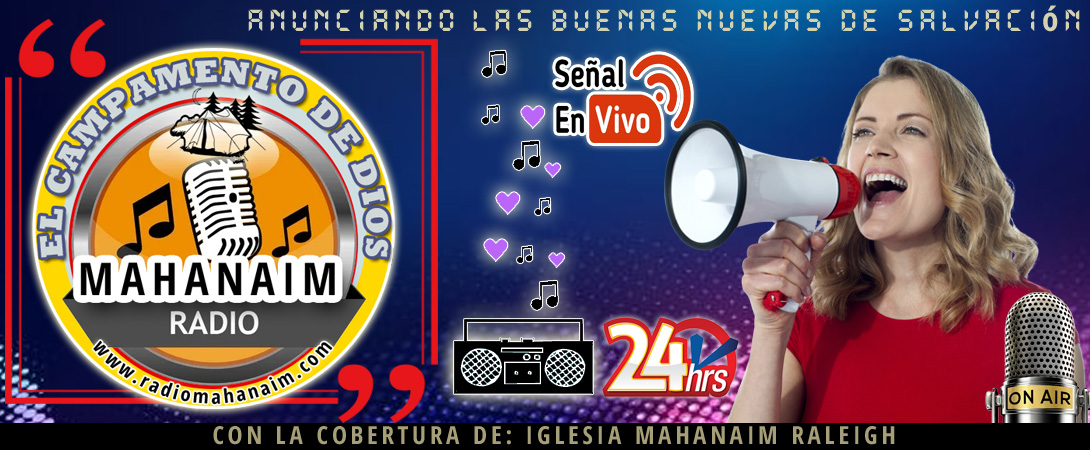 ANUNCIANDO LAS BUENAS NUEVAS DE SALVACIÓN
EL CAMPAMENTO DE DIOS
MAHANAIM
RADIO
www.radiomahanaim.com
Señal
En Vivo
24hrs
ON AIR
CON LA COBERTURA DE: IGLESIA MAHANAIM RALEIGH